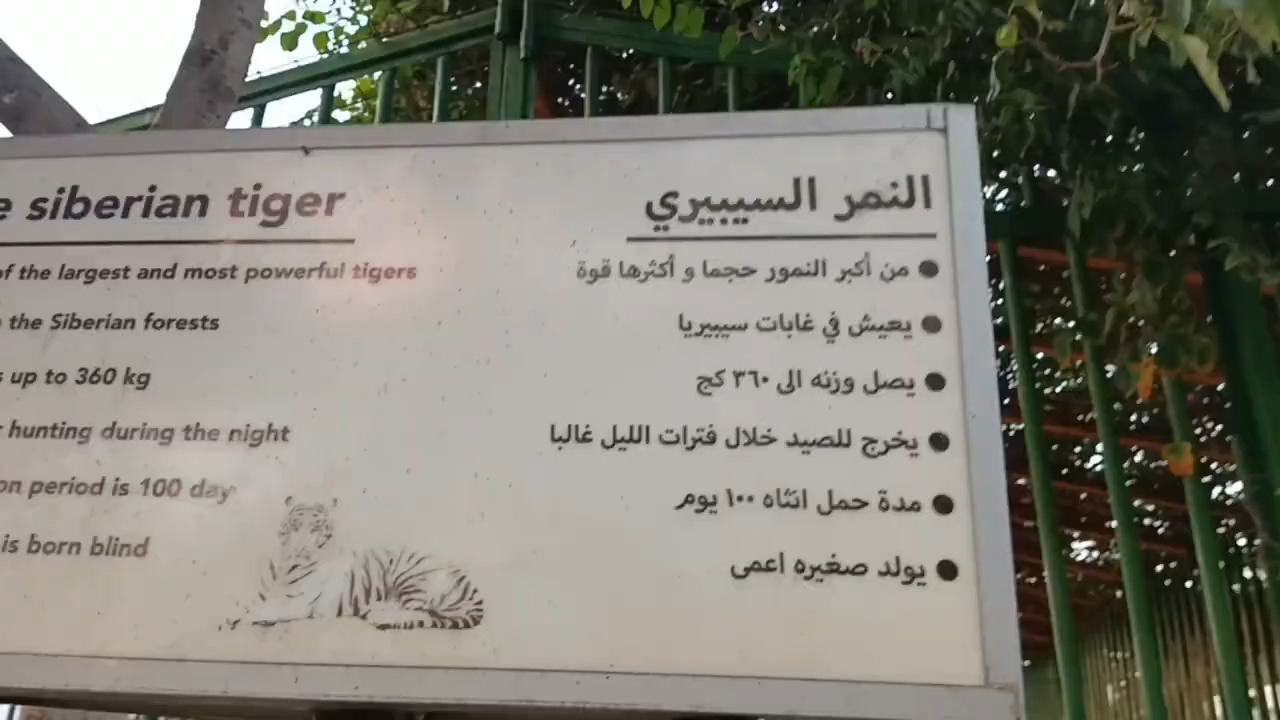 siberian tiger
of the largest and most powerful tigers
the Siberian forests
up to 360 kg
hunting during the night
period is 100 day
is born blind
النمر السيبيري
من أكبر النمور حجما و أكثرها قوة
يعيش في غابات سيبيريا
يصل وزنه الى ٣٦٠ كج
يخرج للصيد خلال فترات الليل غالبا
مدة حمل انثاه ١٠٠ يوم
يولد صغيره اعمى